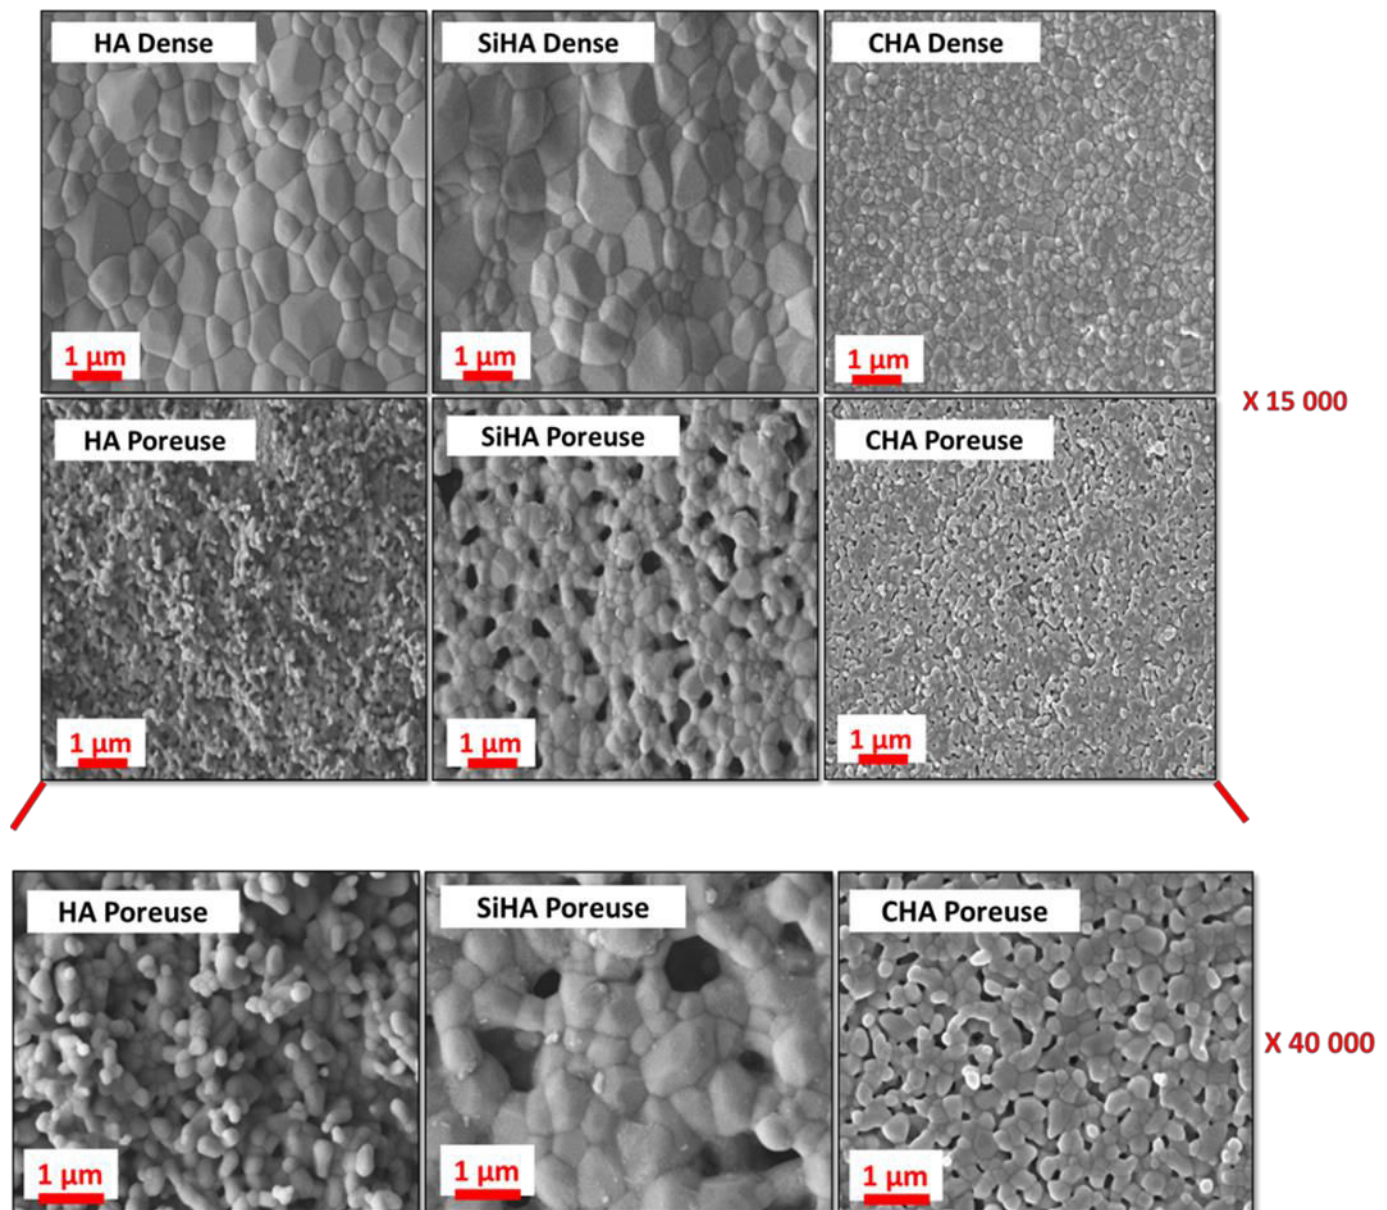 HA Dense
SiHA Dense
CHA Dense
1 µm
1 µm
1 µm
X 15 000
HA Poreuse
SiHA Poreuse
CHA Poreuse
1 µm
1 µm
1 µm
HA Poreuse
SiHA Poreuse
CHA Poreuse
X 40 000
1 µm
1 µm
1 µm